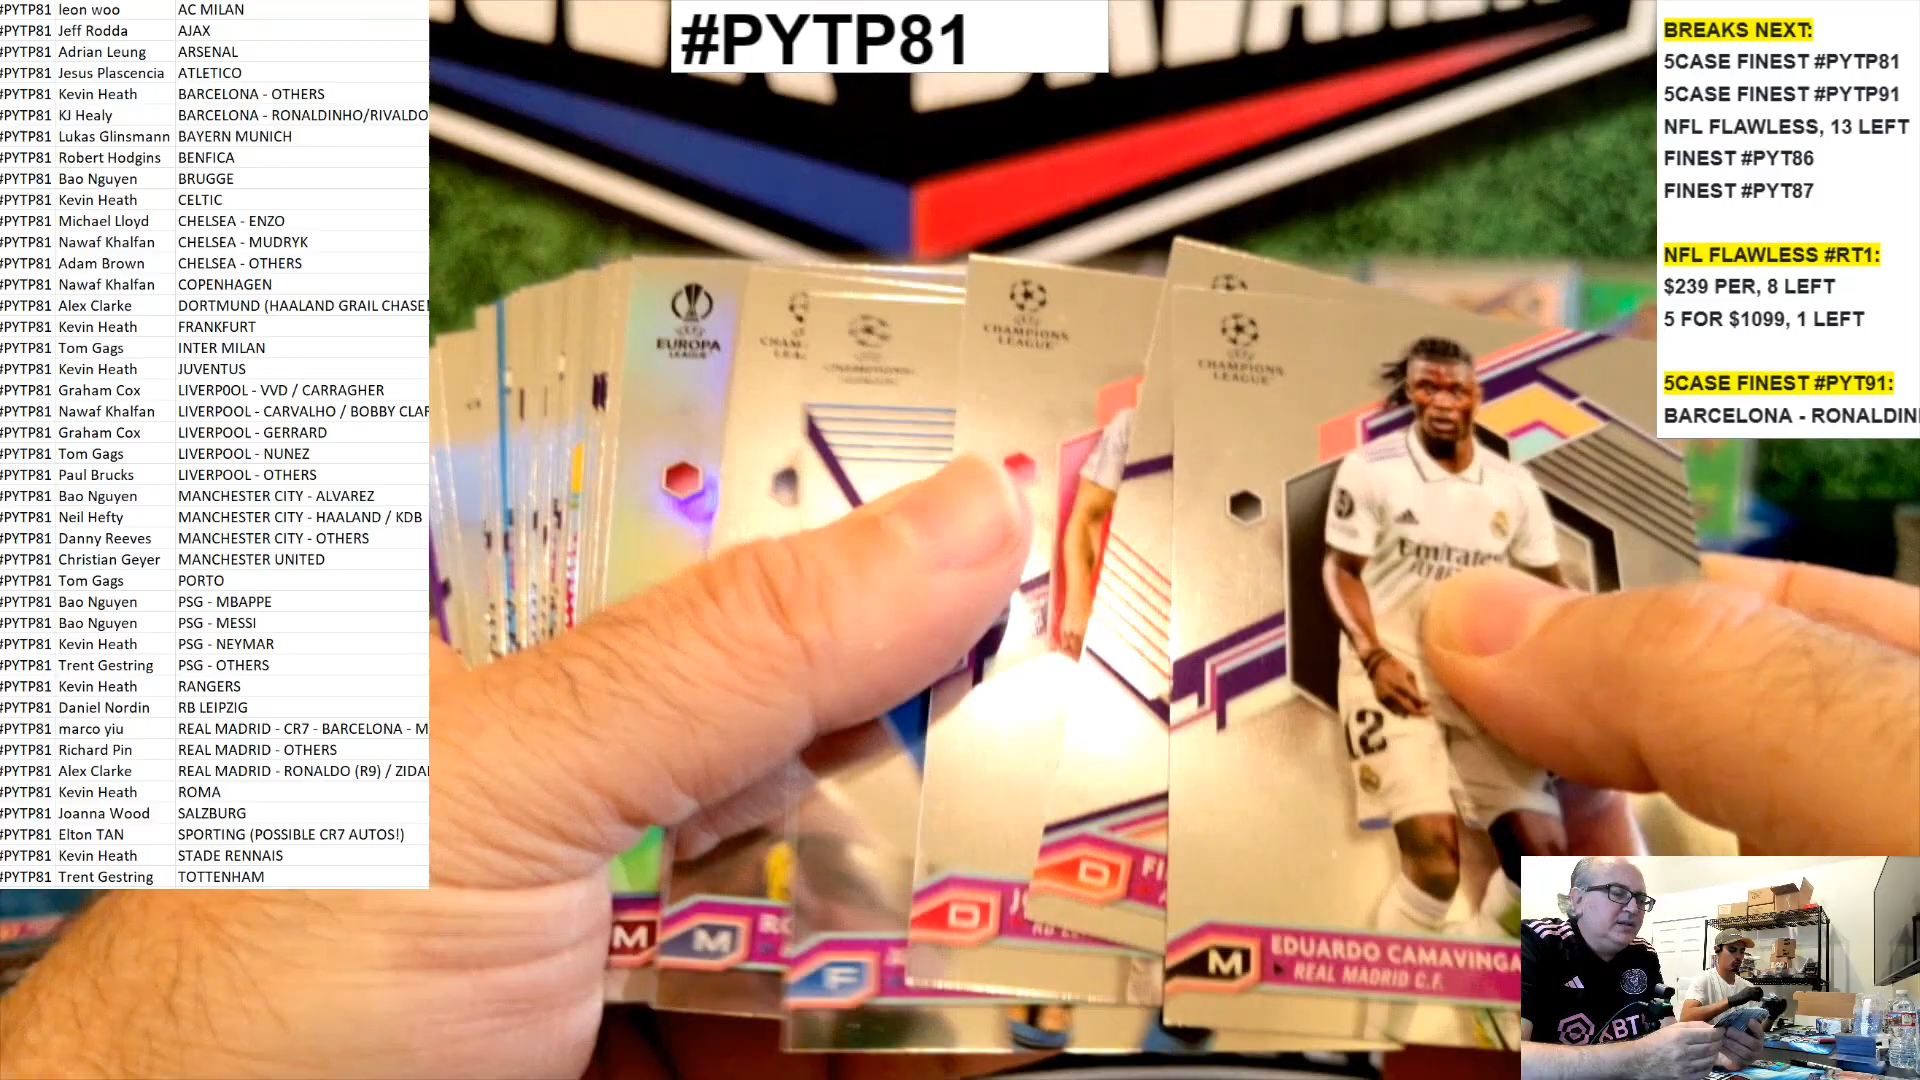 #PYTP81 leon woo AC MILAN
#PYTP81 Jeff Rodda AJAX
#PYTP81 Adrian Leung ARSENAL
#PYTP81 Jesus Plascencia ATLETICO
#PYTP81 Kevin Heath BARCELONA - OTHERS
#PYTP81 KJ Healy BARCELONA - RONALDINHO/RIVALDO
#PYTP81 Lukas Glinsmann BAYERN MUNICH
#PYTP81 Robert Hodgins BENFICA
#PYTP81 Bao Nguyen BRUGGE
#PYTP81 Kevin Heath CELTIC
#PYTP81 Michael Lloyd CHELSEA - ENZO
#PYTP81 Nawaf Khalfan CHELSEA - MUDRYK
#PYTP81 Adam Brown CHELSEA - OTHERS
#PYTP81 Nawaf Khalfan COPENHAGEN
#PYTP81 Alex Clarke DORTMUND (HAALAND GRAIL CHASE!
#PYTP81 Kevin Heath FRANKFURT
#PYTP81 Tom Gags INTER MILAN
#PYTP81 Kevin Heath JUVENTUS
#PYTP81 Graham Cox LIVERP0OL - VVD / CARRAGHER
#PYTP81 Nawaf Khalfan LIVERPOOL - CARVALHO / BOBBY CLAR
#PYTP81 Graham Cox LIVERPOOL - GERRARD
#PYTP81 Tom Gags LIVERPOOL - NUNEZ
#PYTP81 Paul Brucks LIVERPOOL - OTHERS
#PYTP81 Bao Nguyen MANCHESTER CITY - ALVAREZ
#PYTP81 Neil Hefty MANCHESTER CITY - HAALAND / KDB
#PYTP81 Danny Reeves MANCHESTER CITY - OTHERS
#PYTP81 Christian Geyer MANCHESTER UNITED
#PYTP81 Tom Gags PORTO
#PYTP81 Bao Nguyen PSG - MBAPPE
#PYTP81 Bao Nguyen PSG - MESSI
#PYTP81 Kevin Heath PSG - NEYMAR
#PYTP81 Trent Gestring PSG - OTHERS
#PYTP81 Kevin Heath RANGERS
#PYTP81 Daniel Nordin RB LEIPZIG
#PYTP81 marco yiu REAL MADRID - CR7 - BARCELONA - M
#PYTP81 Richard Pin REAL MADRID - OTHERS
#PYTP81 Alex Clarke REAL MADRID - RONALDO (R9) / ZIDA
#PYTP81 Kevin Heath ROMA
#PYTP81 Joanna Wood SALZBURG
#PYTP81 Elton TAN SPORTING (POSSIBLE CR7 AUTOS!)
#PYTP81 Kevin Heath STADE RENNAIS
#PYTP81 Trent Gestring TOTTENHAM
#PYTP81
BREAKS NEXT:
5CASE FINEST #PYTP81
5CASE FINEST #PYTP91
NFL FLAWLESS, 13 LEFT
FINEST #PYT86
FINEST #PYT87
NFL FLAWLESS #RT1:
$239 PER, 8 LEFT
5 FOR $1099, 1 LEFT
5CASE FINEST #PYT91:
BARCELONA - RONALDIN
UEFA
EUROPA
LEAGUE
UEFA
CHAMPIONS
LEAGUE
CHAMPIONS
LEAGUE
Emirates
12
M
M
F
D
D
M
EDUARDO CAMAVINGA
REAL MADRID C.F.